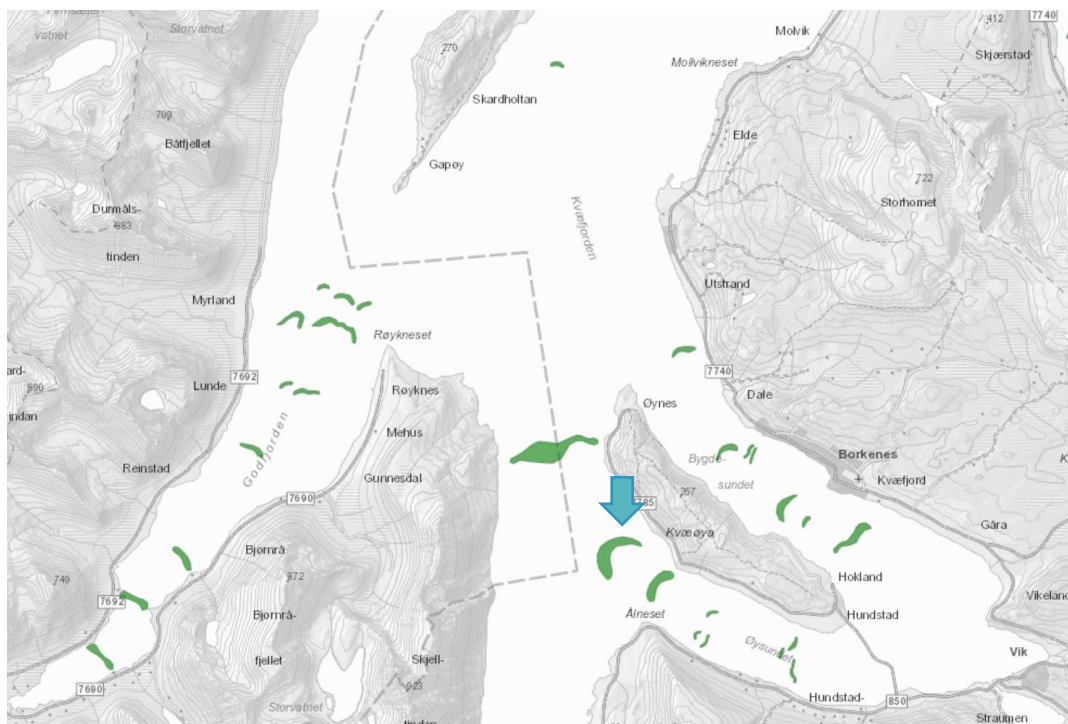 vatnet
Storvatnet
270
Molvik
412
7740
Skjærstad
Mollvikneset
Skardholtan
709
Båtfjellet
Elde
Gapøy
722
Storhornet
Durmåls-
883
tinden
Kvæfjorden
Utstrand
Myrland
Røykneset
7692
Lunde
890
Røyknes
7740
Dale
Øynes
Godfjorden
Mehus
Reinstad
Gunnesdal
Bygde-
sundet
Borkenes
Kvæfjord
267
785
7690
Gåra
Kvæøya
Bjørnrå
872
749
Hokland
7692
Bjørnrå-
fjellet
Ålneset
Hundstad
Vikeland
Øysundet
Skjell-
Vik
7690
923
Storvatnet
tindan
Hundstad-
850
Straumen